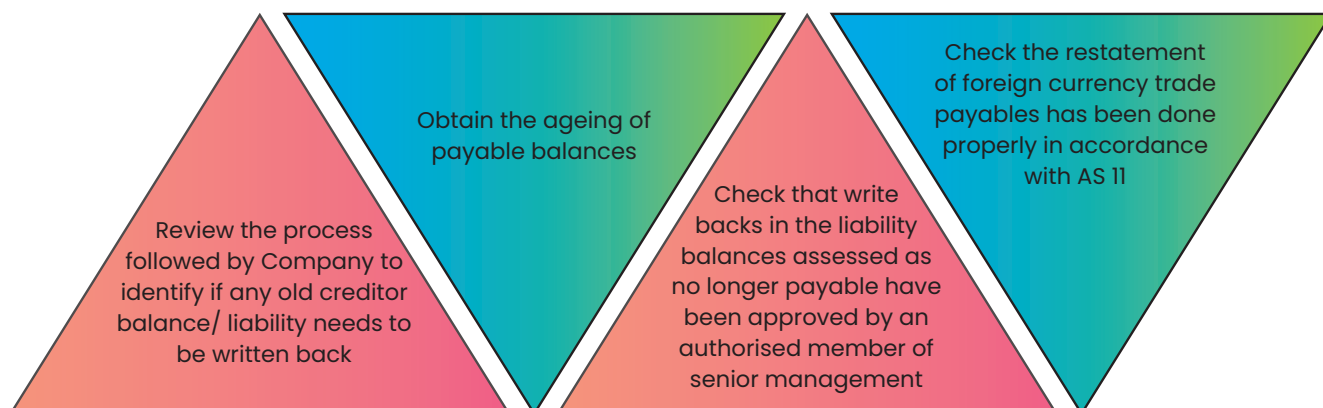 Review the process
followed by Company to
identify if any old creditor
balance/ liability needs to
be written back
Obtain the ageing of
payable balances
Check that write
backs in the liability
balances assessed as
no longer payable have
been approved by an
authorised member of
senior management
Check the restatement
of foreign currency trade
payables has been done
properly in accordance
with AS 11